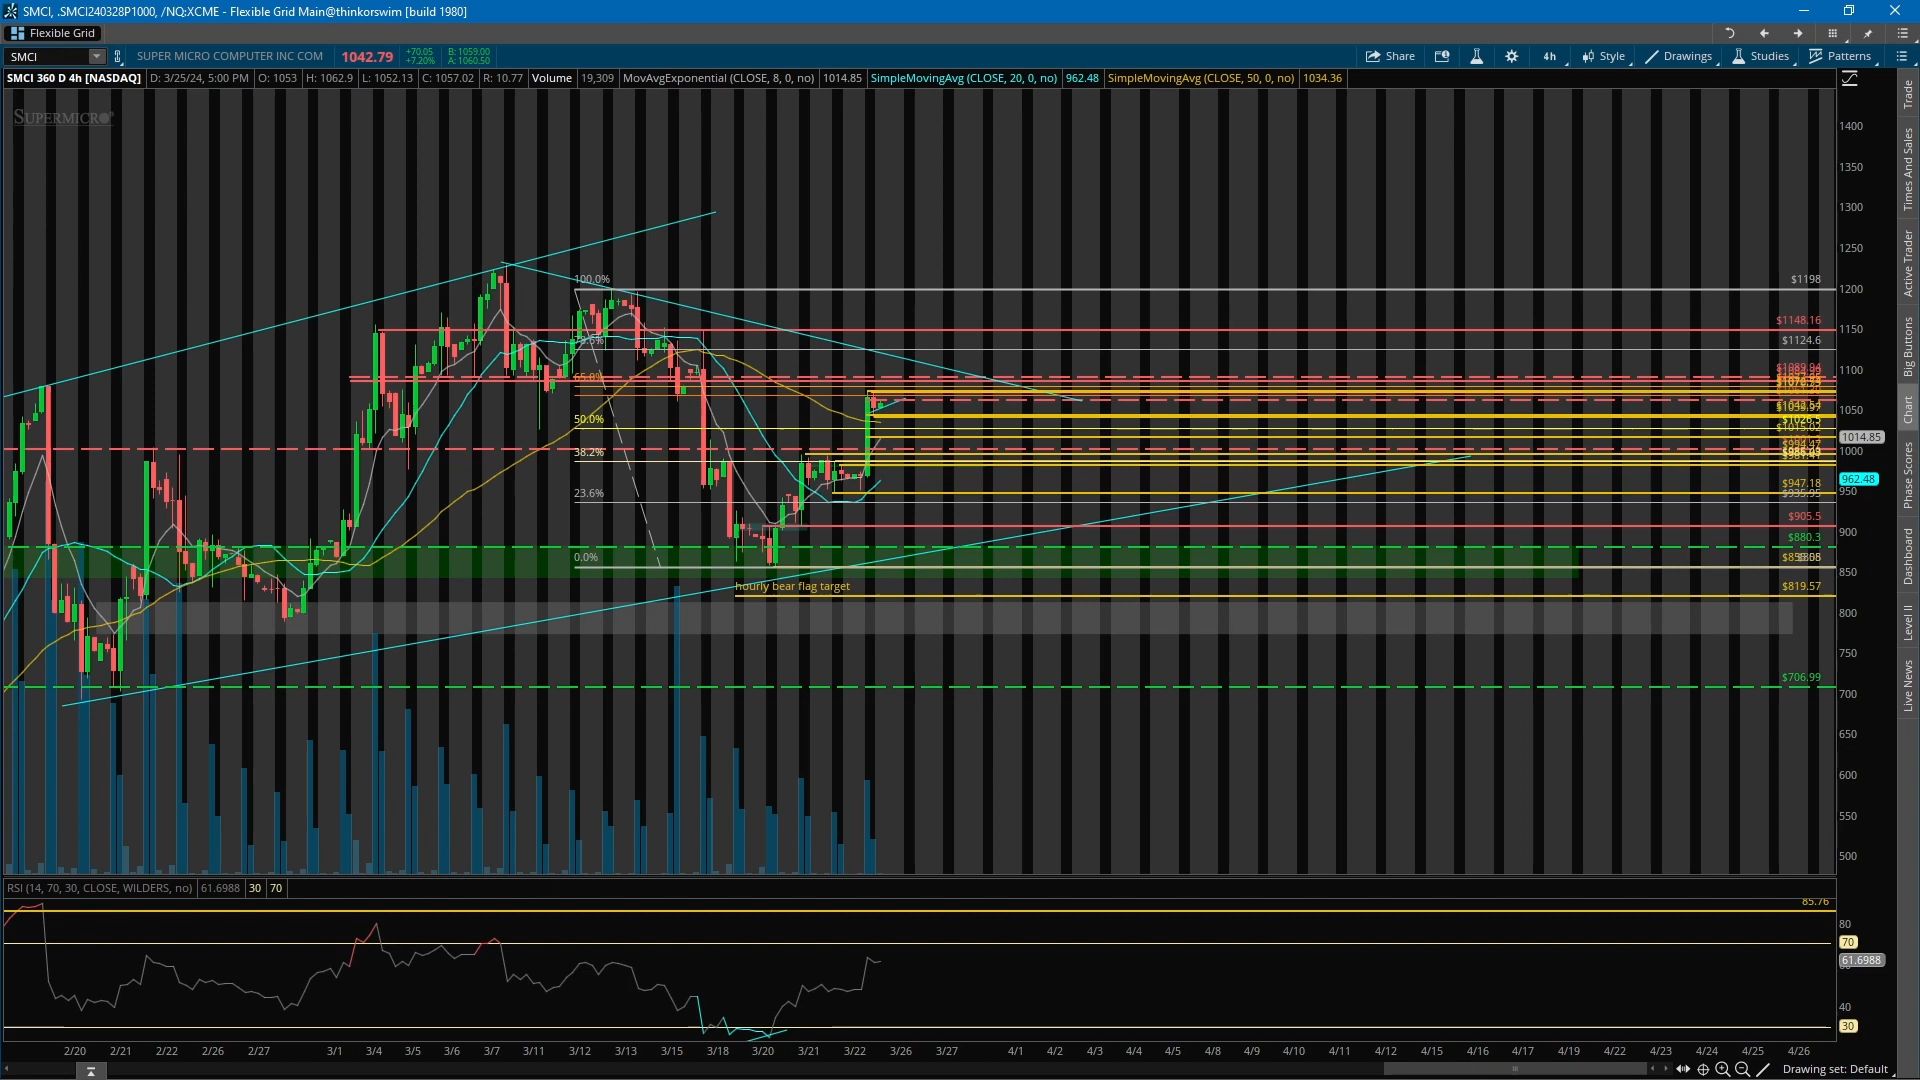 SMCI, .SMCI240328P1000, /NQ:XCME - Flexible Grid Main@thinkorswim [build 1980]
Flexible Grid
SMCI
SUPER MICRO COMPUTER INC COM
1042.79
+70.05
+7.20%
B: 1059.00
A: 1060.50
Share
4h
Style
Drawings
Studies
Patterns
SMCI 360 D 4h [NASDAQ]
D: 3/25/24, 5:00 PM
O: 1053
H: 1062.9
L: 1052.13
C: 1057.02
R: 10.77
Volume
19,309
MovAvgExponential (CLOSE, 8, 0, no)
1014.85
SimpleMovingAvg (CLOSE, 20, 0, no)
962.48
SimpleMovingAvg (CLOSE, 50, 0, no)
1034.36
SUPERMICRO
100.0%
50.0%
38.2%
23.6%
0.0%
hourly bear flag target
$1198
$1148.16
$1124.6
$947.18
$905.5
$880.3
$819.57
$706.99
1400
1350
1300
1250
1200
1150
1100
1050
1014.85
1000
962.48
950
900
850
800
750
700
650
600
550
500
Trade
Times And Sales
Active Trader
Big Buttons
Chart
Phase Scores
Dashboard
Level II
Live News
RSI (14, 70, 30, CLOSE, WILDERS, no)
61.6988
30
70
85.76
80
70
61.6988
40
30
2/20
2/21
2/22
2/26
2/27
3/1
3/4
3/5
3/6
3/7
3/11
3/12
3/13
3/15
3/18
3/20
3/21
3/22
3/26
3/27
4/1
4/2
4/3
4/4
4/5
4/8
4/9
4/10
4/11
4/12
4/15
4/16
4/17
4/19
4/22
4/23
4/24
4/25
4/26
Drawing set: Default